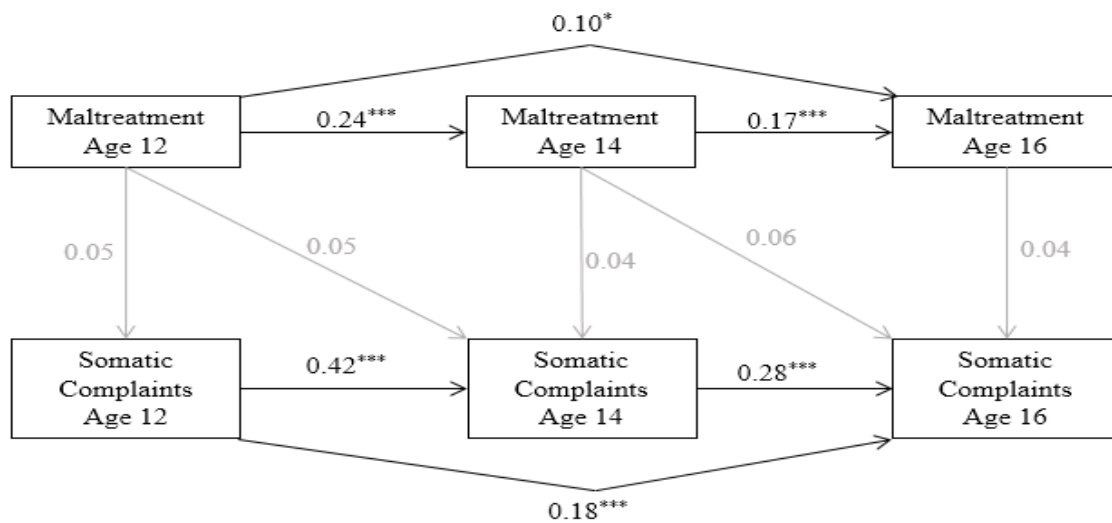 0.10*
Maltreatment
Age 12
0.24***
Maltreatment
Age 14
0.17***
Maltreatment
Age 16
0.05
0.05
0.04
0.06
0.04
Somatic
Complaints
Age 12
0.42***
Somatic
Complaints
Age 14
0.28***
Somatic
Complaints
Age 16
0.18***